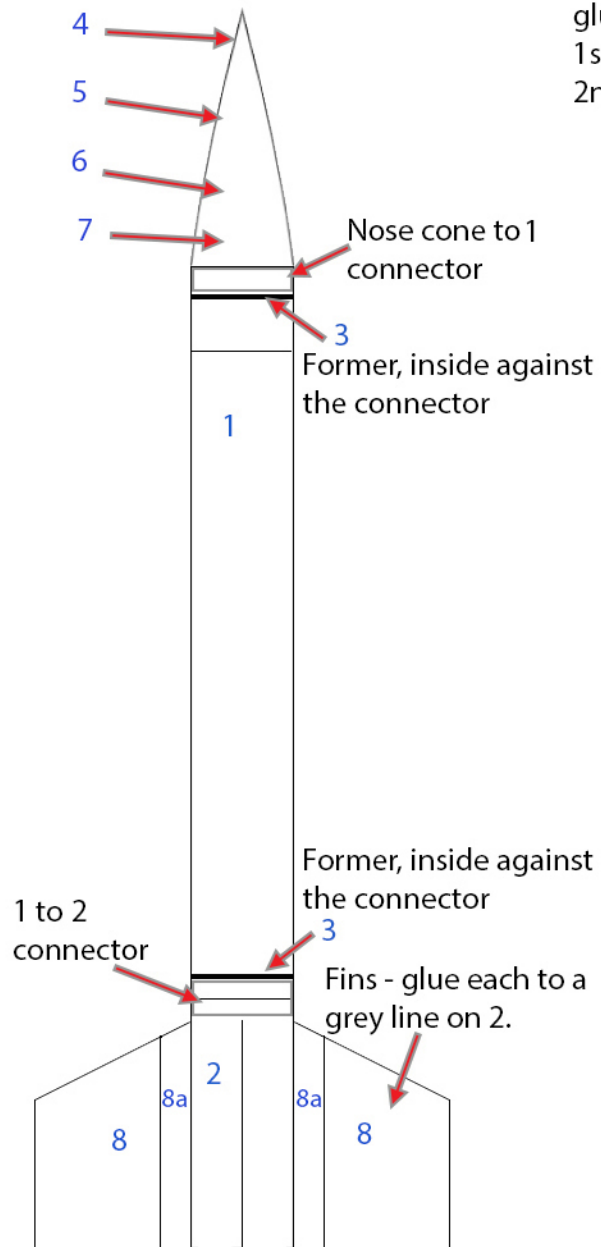 4
5
6
7
Nose cone to 1
connector
3
Former, inside against
the connector
1
Former, inside against
the connector
3
1 to 2
connector
Fins - glue each to a
grey line on 2.
2
8a
8a
8
8